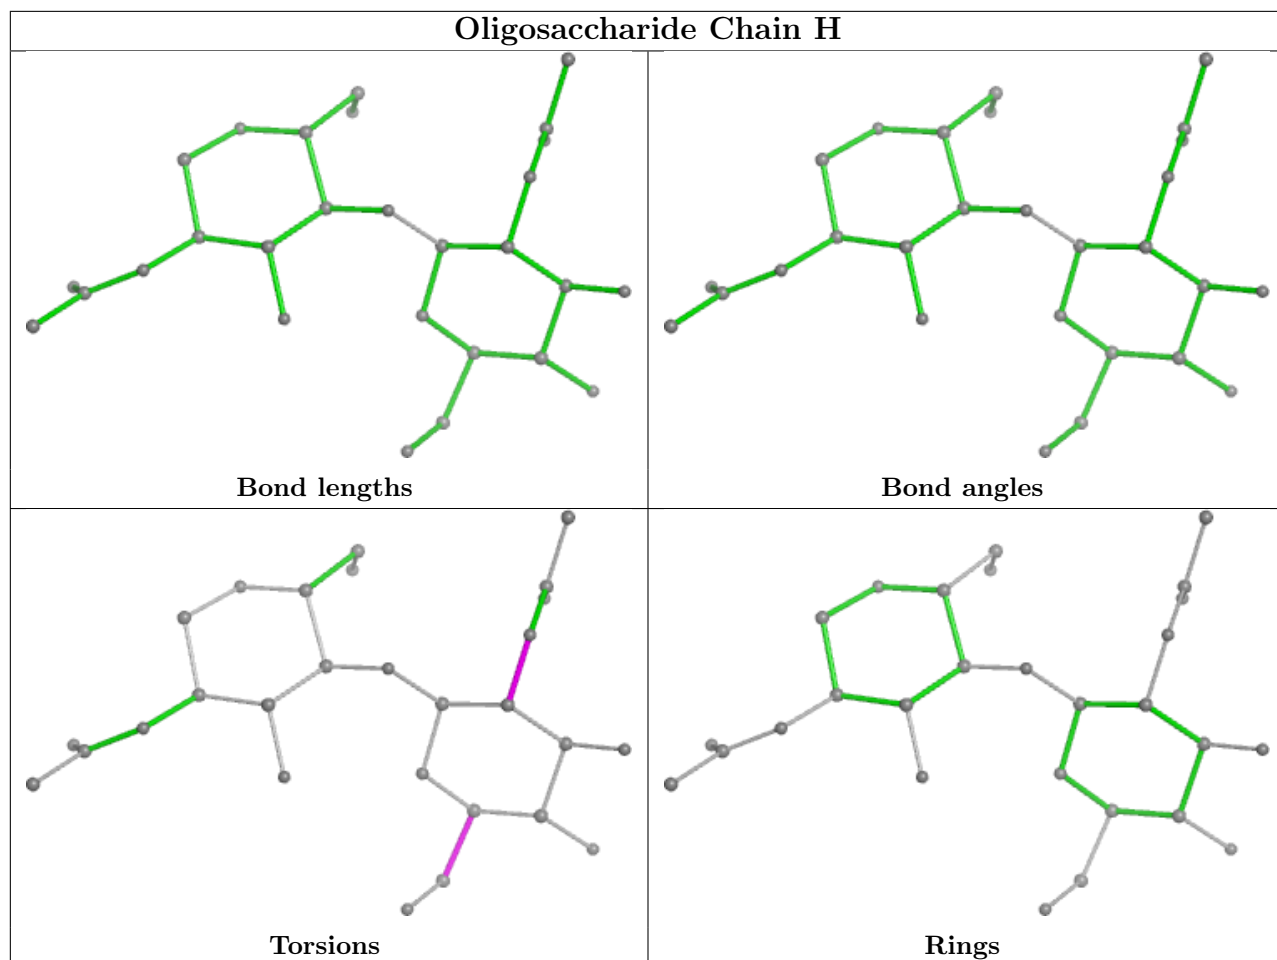 Oligosaccharide Chain H
Bond lengths
Bond angles
Torsions
Rings